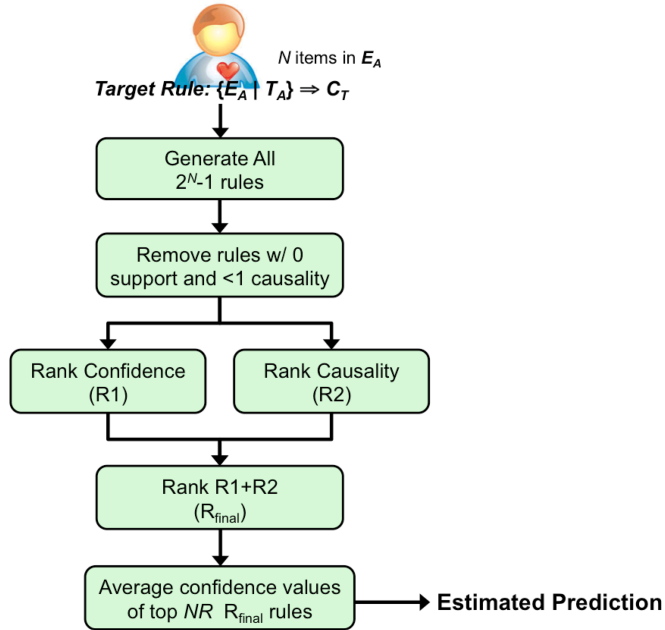 N items in E_A
Target Rule: {E_A | T_A} ⇒ C_T
Generate All
2^N-1 rules
Remove rules w/ 0
support and <1 causality
Rank Confidence
(R1)
Rank Causality
(R2)
Rank R1+R2
(R_final)
Average confidence values
of top NR R_final rules
Estimated Prediction